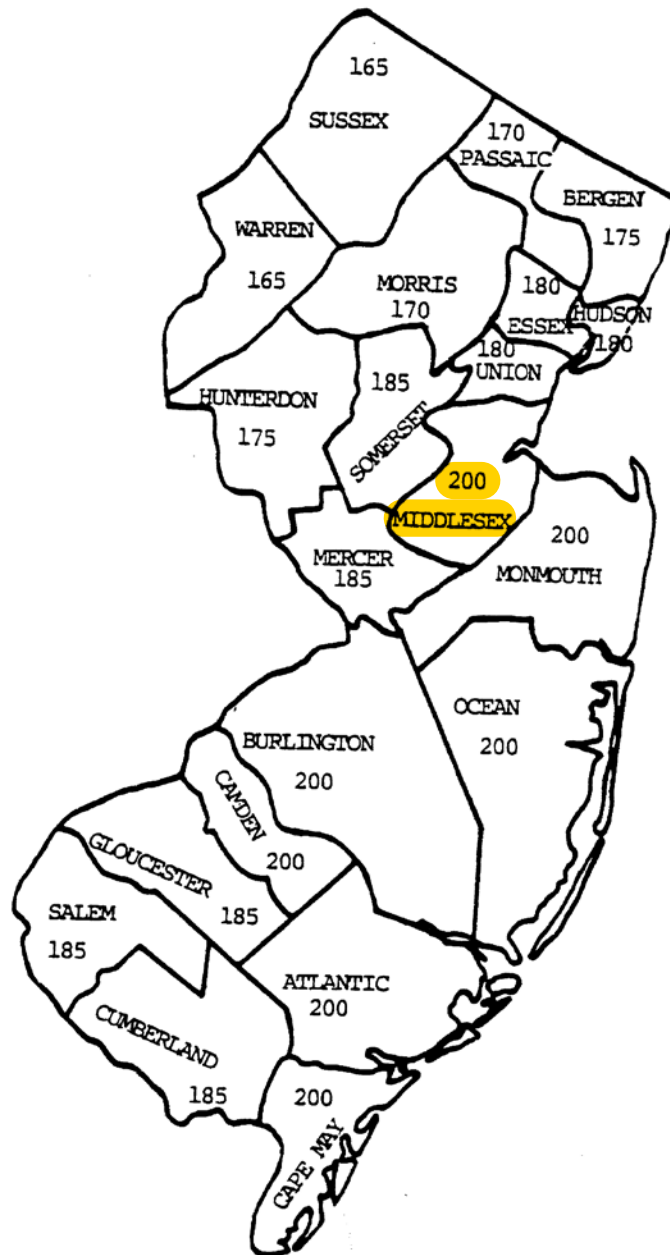 165
SUSSEX
170
PASSAIC
BERGEN
175
WARREN
165
MORRIS
170
180
ESSEX
HUDSON
180
180
UNION
HUNTERDON
175
185
SOMERSET
200
MIDDLESEX
MERCER
185
200
MONMOUTH
OCEAN
200
BURLINGTON
200
CAMDEN
200
GLOUCESTER
185
SALEM
185
ATLANTIC
200
CUMBERLAND
185
200
CAPE MAY